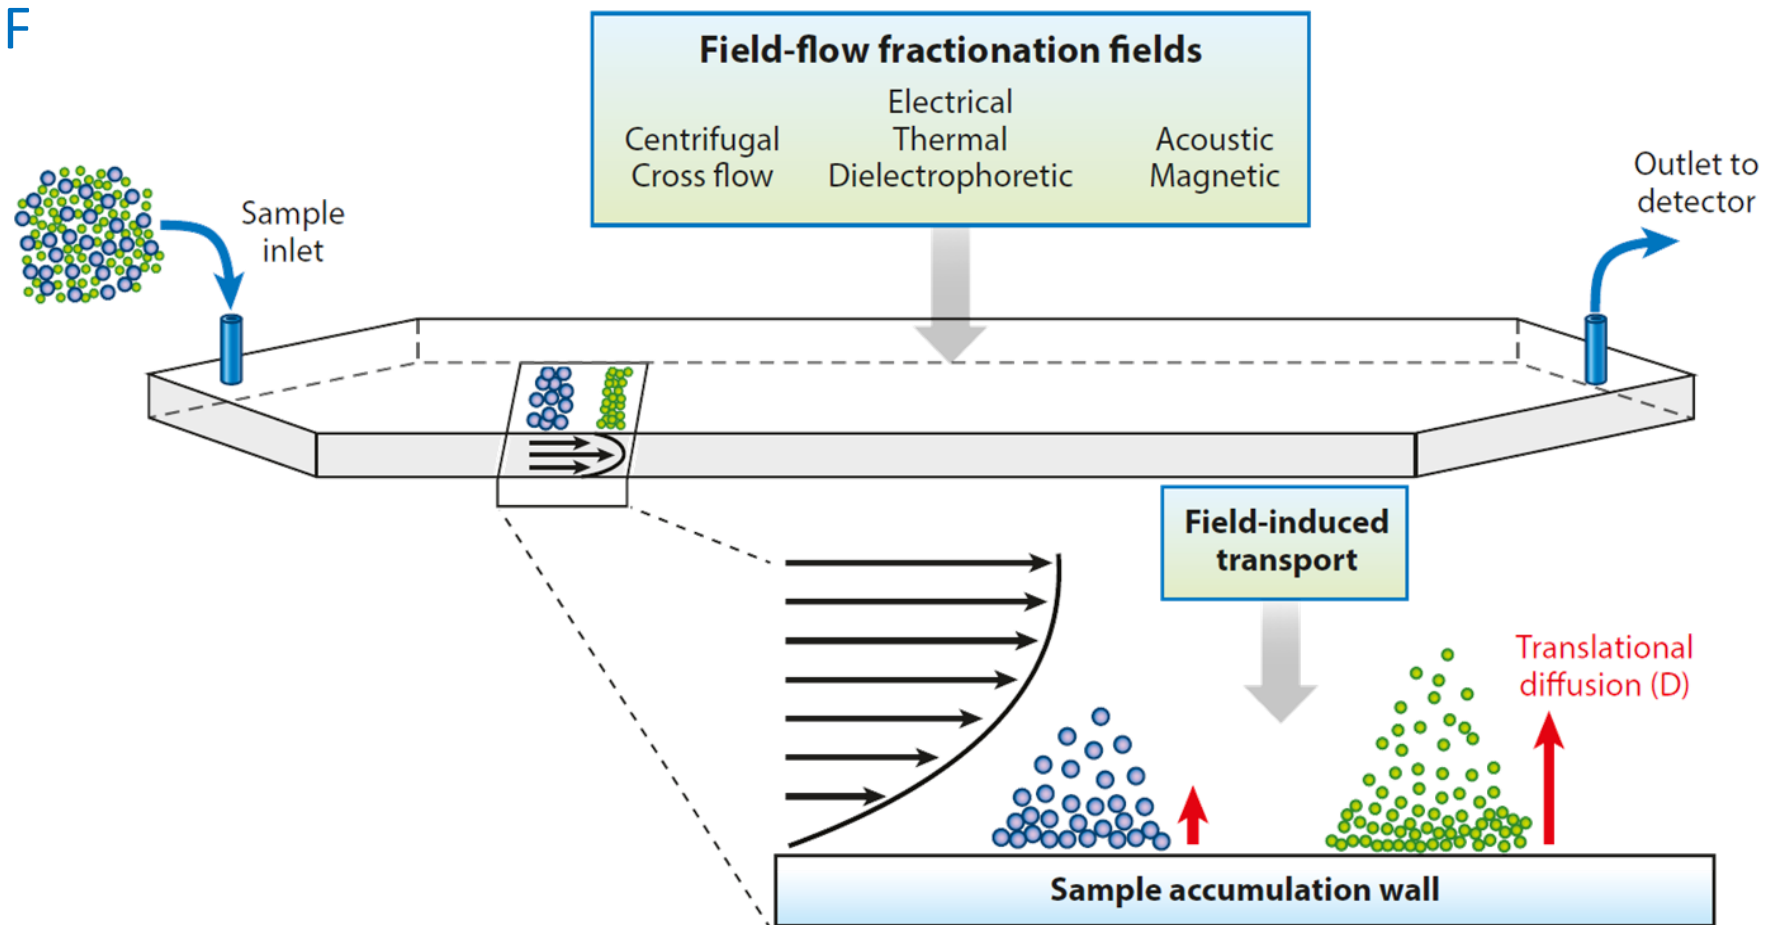 F
Field-flow fractionation fields
Electrical
Centrifugal Thermal Acoustic
Cross flow Dielectrophoretic Magnetic
Sample
inlet
Outlet to
detector
Field-induced
transport
Translational
diffusion (D)
Sample accumulation wall